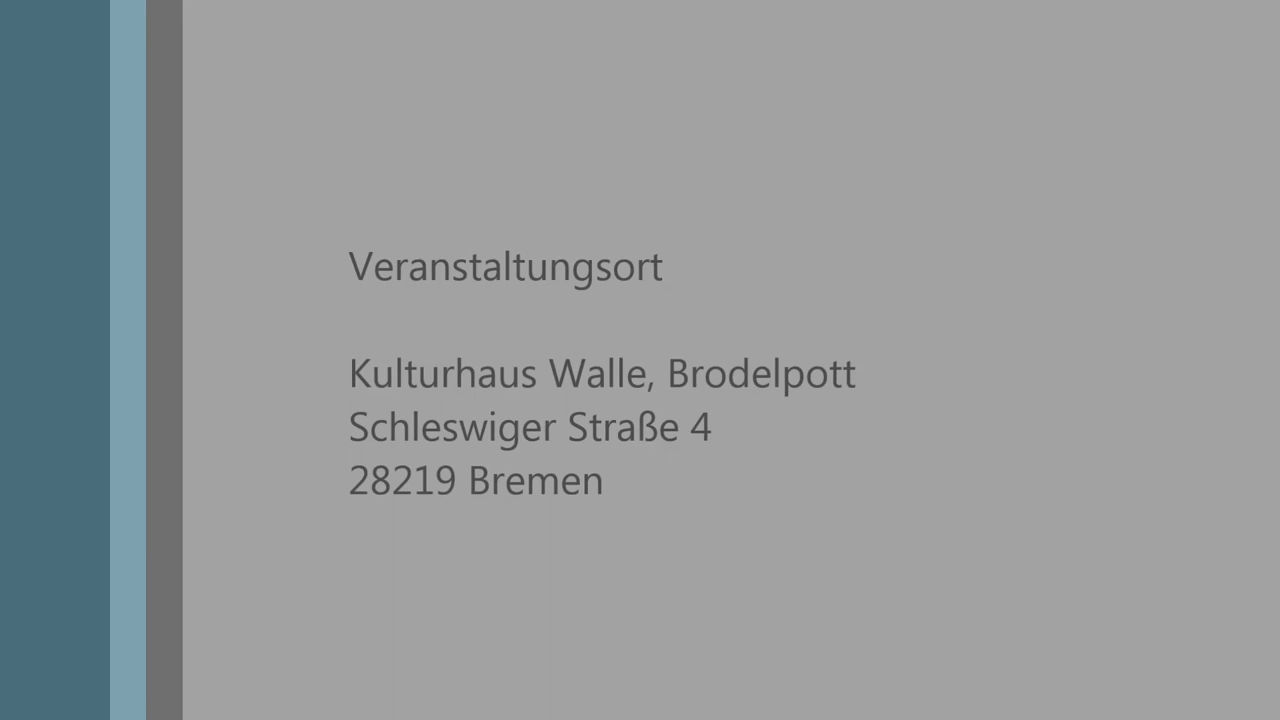 Veranstaltungsort
Kulturhaus Walle, Brodelpott
Schleswiger Straße 4
28219 Bremen